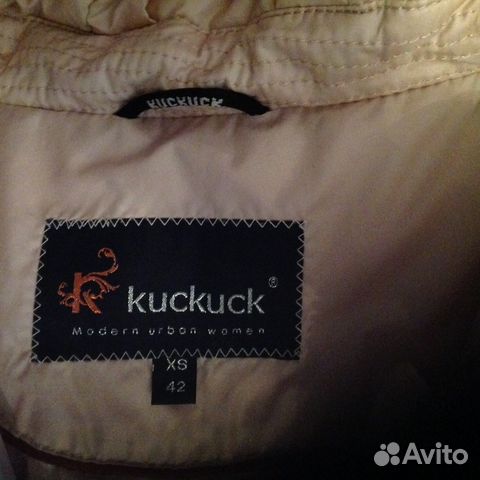 KUCKUCK
kuckuck®
Modern urban women
XS
42
Avito